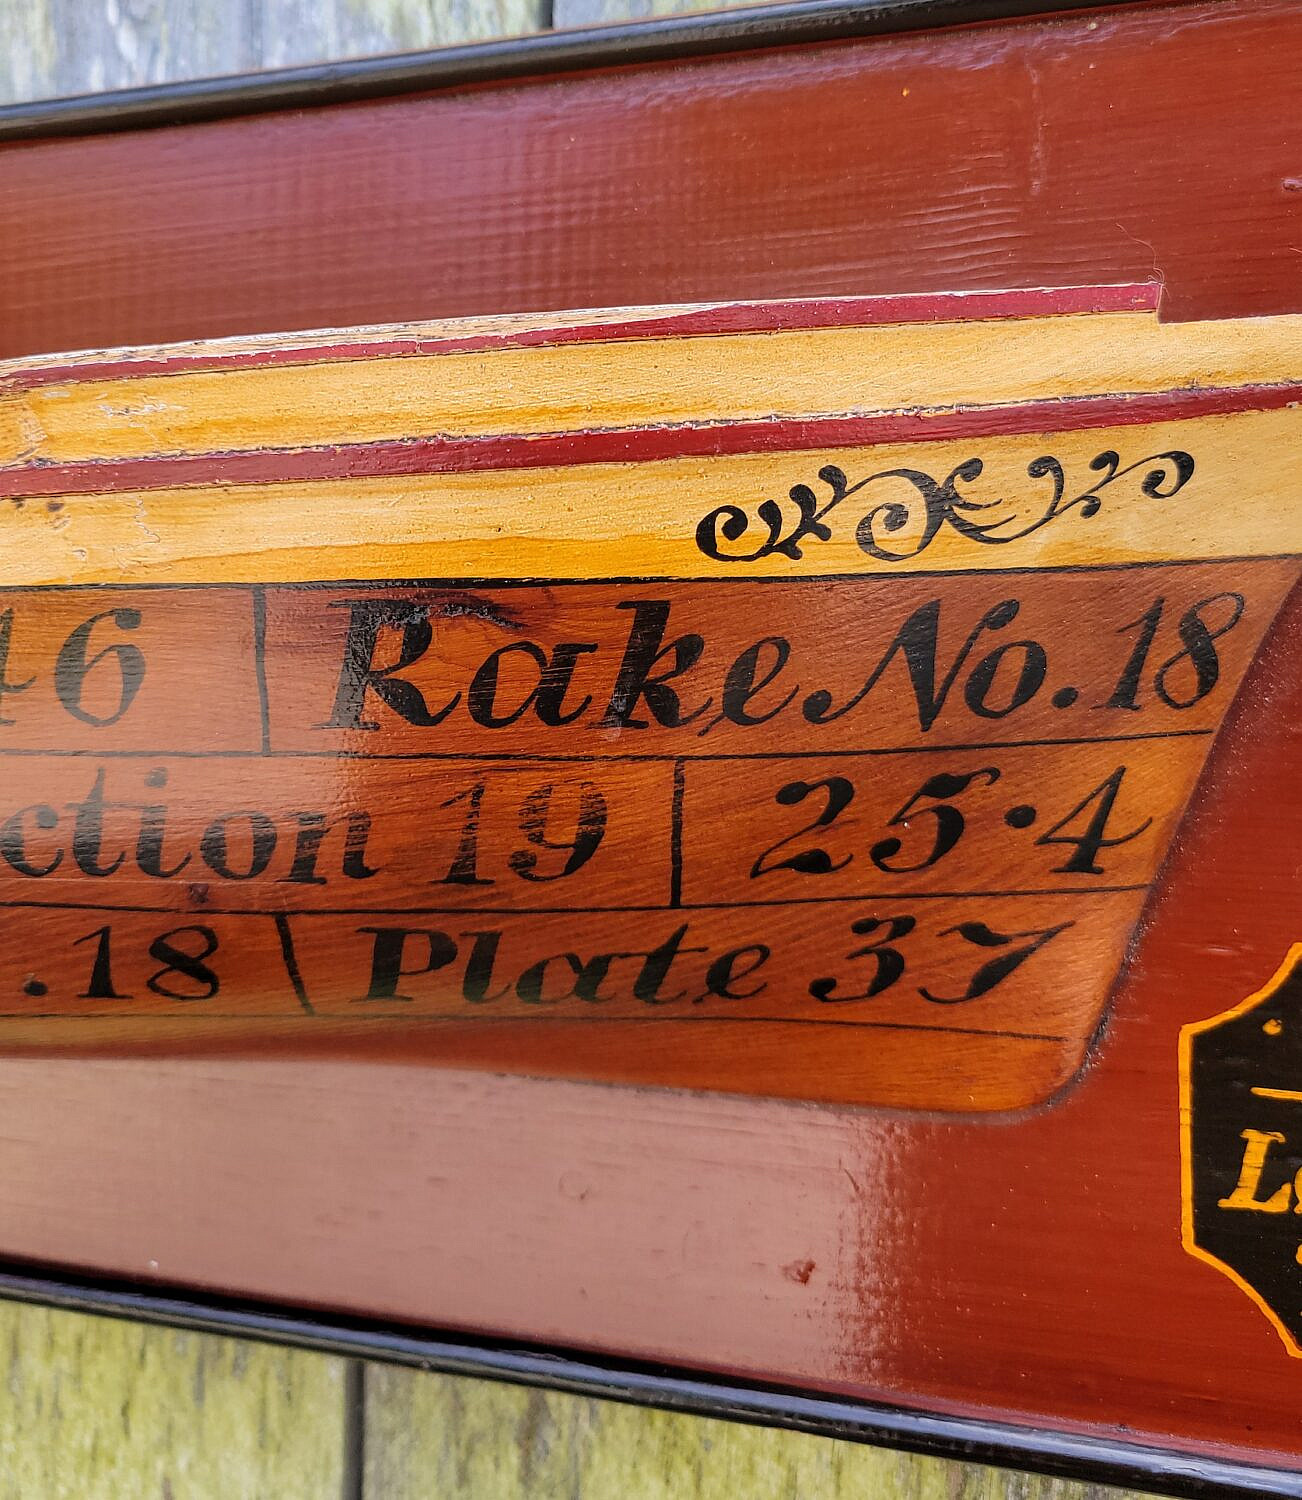 46 Rake No. 18
ction 19 25·4
.18 Plate 37
L